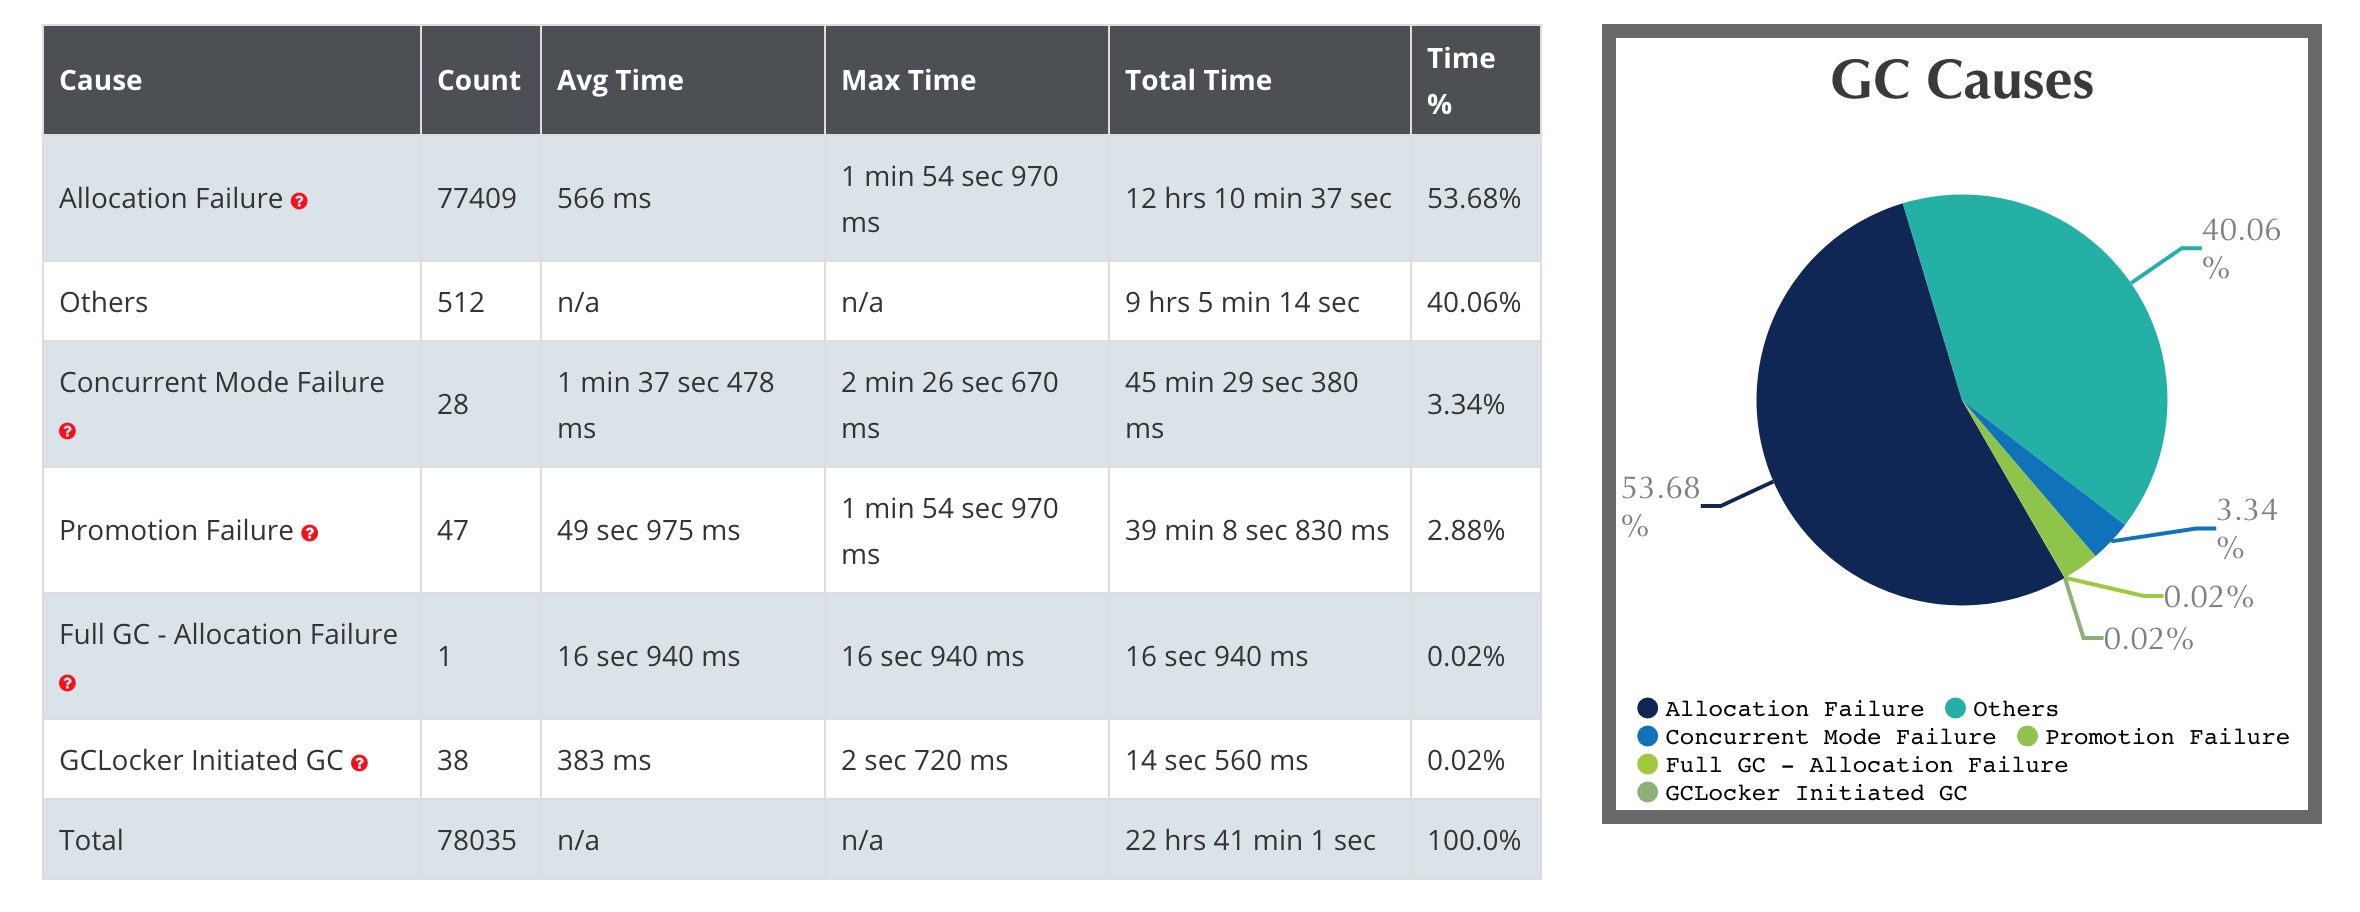 Cause Count Avg Time Max Time Total Time Time %
Allocation Failure ? 77409 566 ms 1 min 54 sec 970 ms 12 hrs 10 min 37 sec 53.68%
Others 512 n/a n/a 9 hrs 5 min 14 sec 40.06%
Concurrent Mode Failure ? 28 1 min 37 sec 478 ms 2 min 26 sec 670 ms 45 min 29 sec 380 ms 3.34%
Promotion Failure ? 47 49 sec 975 ms 1 min 54 sec 970 ms 39 min 8 sec 830 ms 2.88%
Full GC - Allocation Failure ? 1 16 sec 940 ms 16 sec 940 ms 16 sec 940 ms 0.02%
GCLocker Initiated GC ? 38 383 ms 2 sec 720 ms 14 sec 560 ms 0.02%
Total 78035 n/a n/a 22 hrs 41 min 1 sec 100.0%
GC Causes
40.06
%
53.68
%
3.34
%
0.02%
0.02%
Allocation Failure Others
Concurrent Mode Failure Promotion Failure
Full GC - Allocation Failure
GCLocker Initiated GC